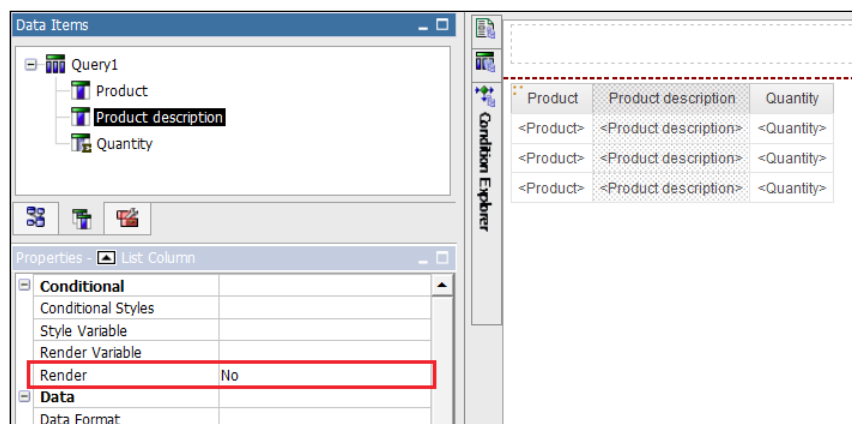 Data Items
Query1
Product
Product description
Quantity
Properties - List Column
Conditional
Conditional Styles
Style Variable
Render Variable
Render No
Data
Data Format
Condition Explorer
Product Product description Quantity
<Product> <Product description> <Quantity>
<Product> <Product description> <Quantity>
<Product> <Product description> <Quantity>